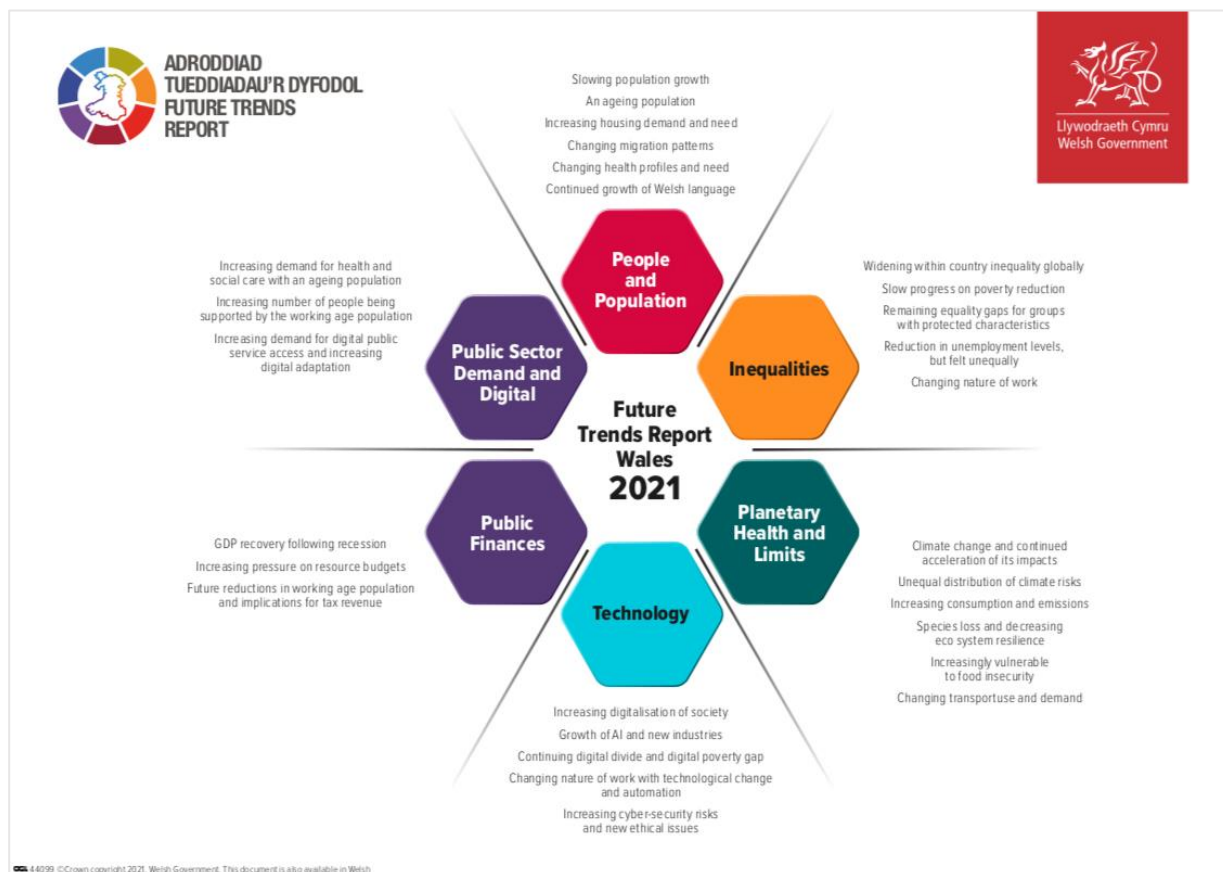 ADRODDIAD
TUEDDIADAU'R DYFODOL
FUTURE TRENDS
REPORT
Llywodraeth Cymru
Welsh Government
Slowing population growth
An ageing population
Increasing housing demand and need
Changing migration patterns
Changing health profiles and need
Continued growth of Welsh language
People
and
Population
Increasing demand for health and
social care with an ageing population
Increasing number of people being
supported by the working age population
Increasing demand for digital public
service access and increasing
digital adaptation
Public Sector
Demand and
Digital
Widening within country inequality globally
Slow progress on poverty reduction
Remaining equality gaps for groups
with protected characteristics
Reduction in unemployment levels,
but felt unequally
Changing nature of work
Inequalities
Future
Trends Report
Wales
2021
GDP recovery following recession
Increasing pressure on resource budgets
Future reductions in working age population
and implications for tax revenue
Public
Finances
Planetary
Health and
Limits
Climate change and continued
acceleration of its impacts
Unequal distribution of climate risks
Increasing consumption and emissions
Species loss and decreasing
eco system resilience
Increasingly vulnerable
to food insecurity
Changing transportuse and demand
Technology
Increasing digitalisation of society
Growth of AI and new industries
Continuing digital divide and digital poverty gap
Changing nature of work with technological change
and automation
Increasing cyber-security risks
and new ethical issues
44099 ©Crown copyright 2021, Welsh Government, This document is also available in Welsh